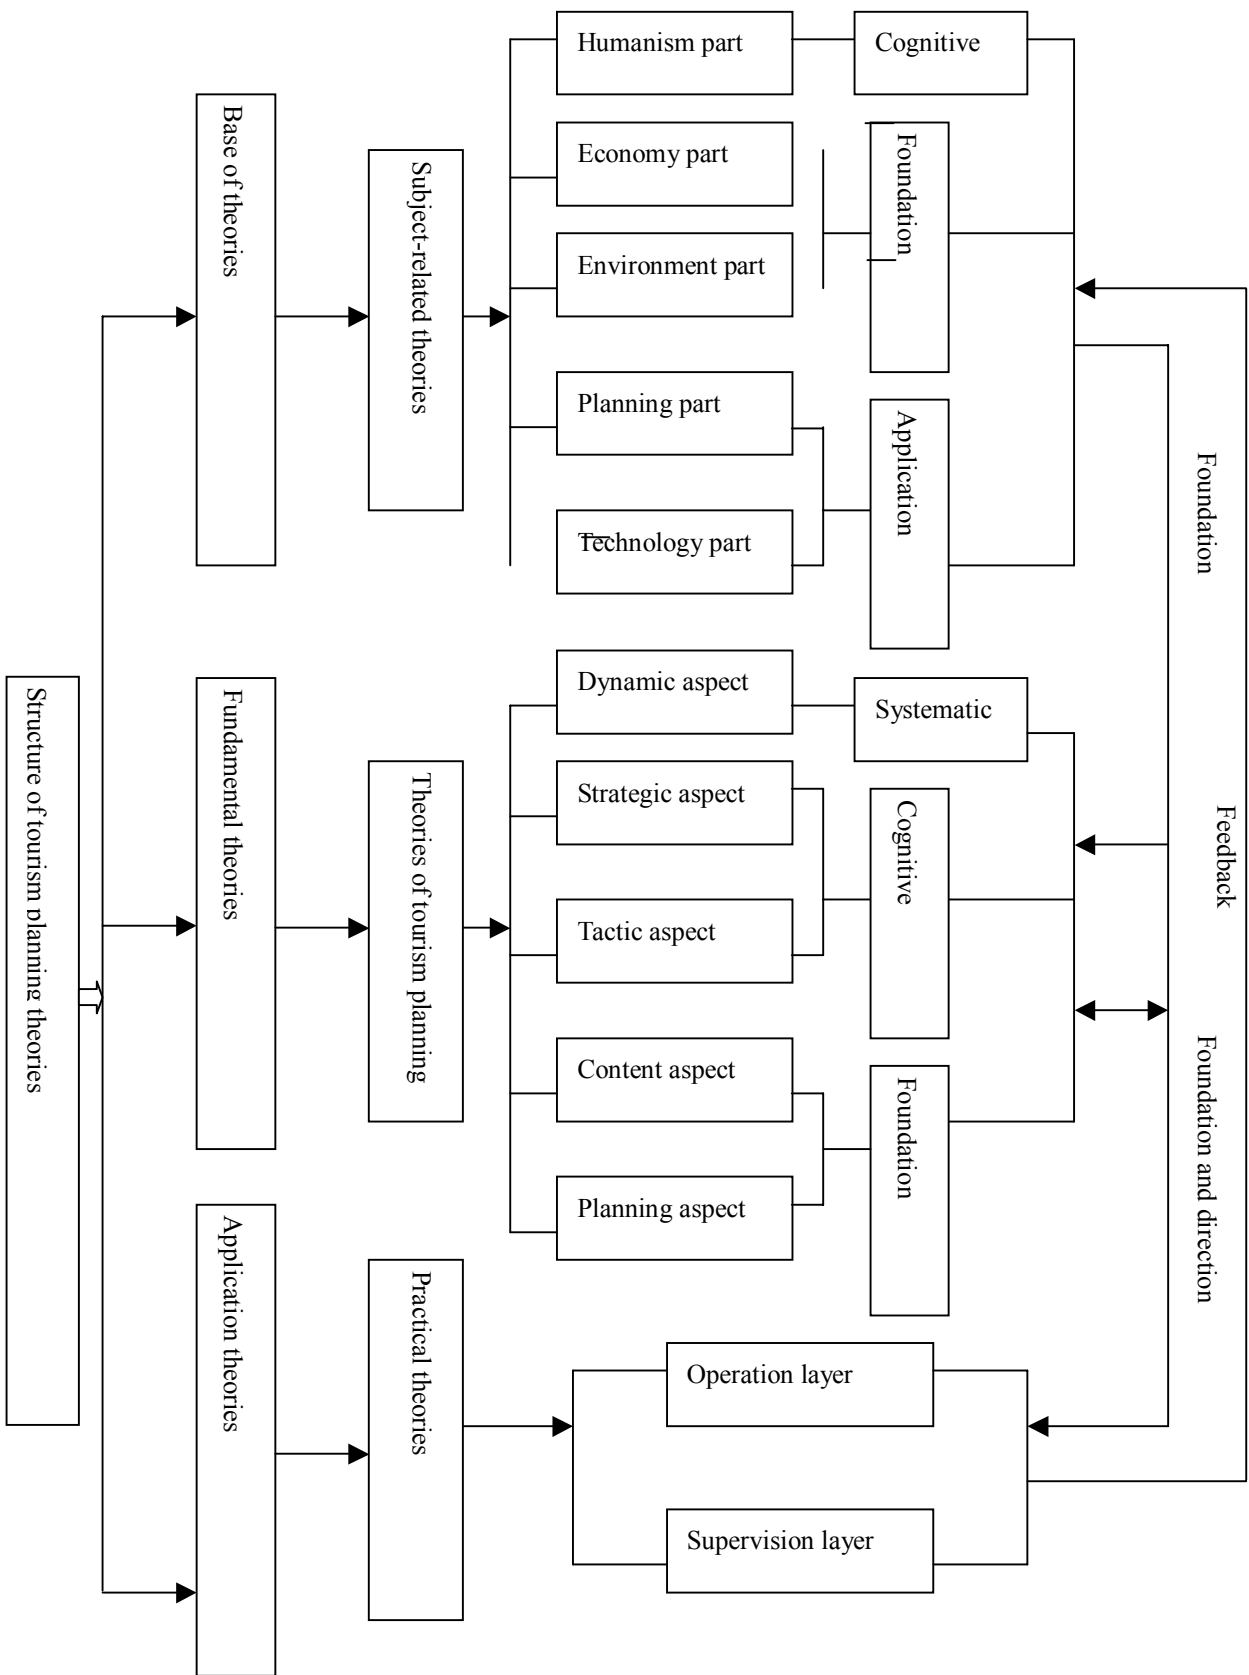 Structure of tourism planning theories
Base of theories
Subject-related theories
Humanism part
Economy part
Environment part
Planning part
Technology part
Cognitive
Foundation
Application
Fundamental theories
Theories of tourism planning
Dynamic aspect
Strategic aspect
Tactic aspect
Content aspect
Planning aspect
Systematic
Cognitive
Foundation
Application theories
Practical theories
Operation layer
Supervision layer
Foundation
Feedback
Foundation and direction